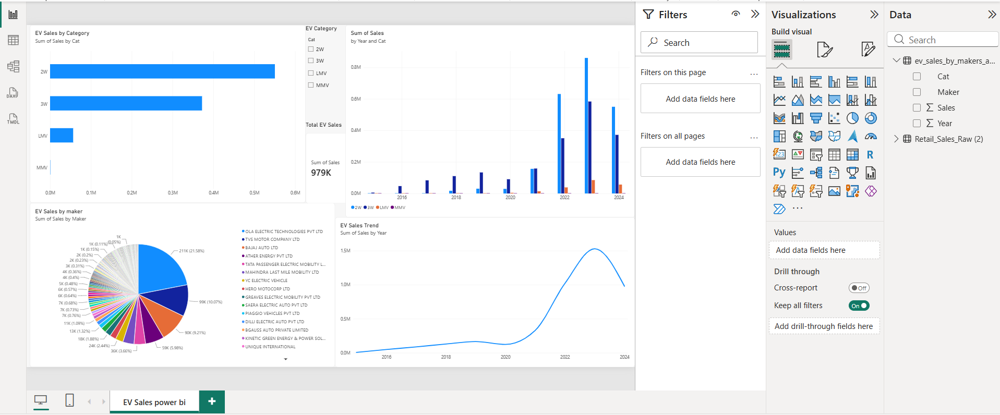 DAX
TMDL
EV Sales by Category
Sum of Sales by Cat
2W
3W
LMV
MMV
0.0M 0.1M 0.2M 0.3M 0.4M 0.5M 0.6M
EV Category
Cat
2W
3W
LMV
MMV
Total EV Sales
Sum of Sales
979K
Sum of Sales
by Year and Cat
0.8M
0.6M
0.4M
0.2M
0.0M
2016 2018 2020 2022 2024
2W 3W LMV MMV
EV Sales by maker
Sum of Sales by Maker
1K
(0.05%)
1K (0.11%)
1K (0.15%)
2K (0.2%)
2K (0.23%)
3K (0.31%)
4K (0.36%)
4K (0.4%)
5K (0.48%)
6K (0.57%)
6K (0.64%)
7K (0.68%)
7K (0.73%)
7K (0.76%)
11K (1.09%)
13K (1.32%)
18K (1.88%)
24K (2.44%)
36K (3.66%)
59K (5.98%)
90K (9.21%)
99K (10.07%)
211K (21.58%)
OLA ELECTRIC TECHNOLOGIES PVT LTD
TVS MOTOR COMPANY LTD
BAJAJ AUTO LTD
ATHER ENERGY PVT LTD
TATA PASSENGER ELECTRIC MOBILITY L...
MAHINDRA LAST MILE MOBILITY LTD
YC ELECTRIC VEHICLE
HERO MOTOCORP LTD
GREAVES ELECTRIC MOBILITY PVT LTD
SAERA ELECTRIC AUTO PVT LTD
PIAGGIO VEHICLES PVT LTD
DILLI ELECTRIC AUTO PVT LTD
BGAUSS AUTO PRIVATE LIMITED
KINETIC GREEN ENERGY & POWER SOL...
UNIQUE INTERNATIONAL
EV Sales Trend
Sum of Sales by Year
1.5M
1.0M
0.5M
0.0M
2016 2018 2020 2022 2024
EV Sales power bi
Filters
Search
Filters on this page ...
Add data fields here
Filters on all pages ...
Add data fields here
Visualizations
Build visual
123
R
Py
...
Values
Add data fields here
Drill through
Cross-report Off
Keep all filters On
Add drill-through fields here
Data
Search
ev_sales_by_makers_a...
Cat
Maker
Σ Sales
Σ Year
Retail_Sales_Raw (2)